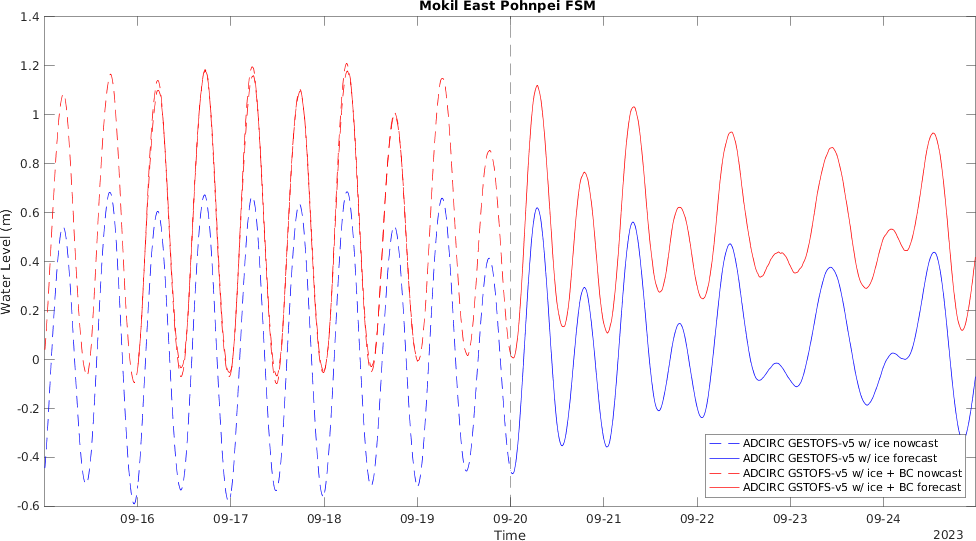 Mokil East Pohnpei FSM
1.4
1.2
1
0.8
0.6
0.4
0.2
0
-0.2
-0.4
-0.6
Water Level (m)
ADCIRC GESTOFS-v5 w/ ice nowcast
ADCIRC GESTOFS-v5 w/ ice forecast
ADCIRC GSTOFS-v5 w/ ice + BC nowcast
ADCIRC GSTOFS-v5 w/ ice + BC forecast
09-16 09-17 09-18 09-19 09-20 09-21 09-22 09-23 09-24
Time
2023